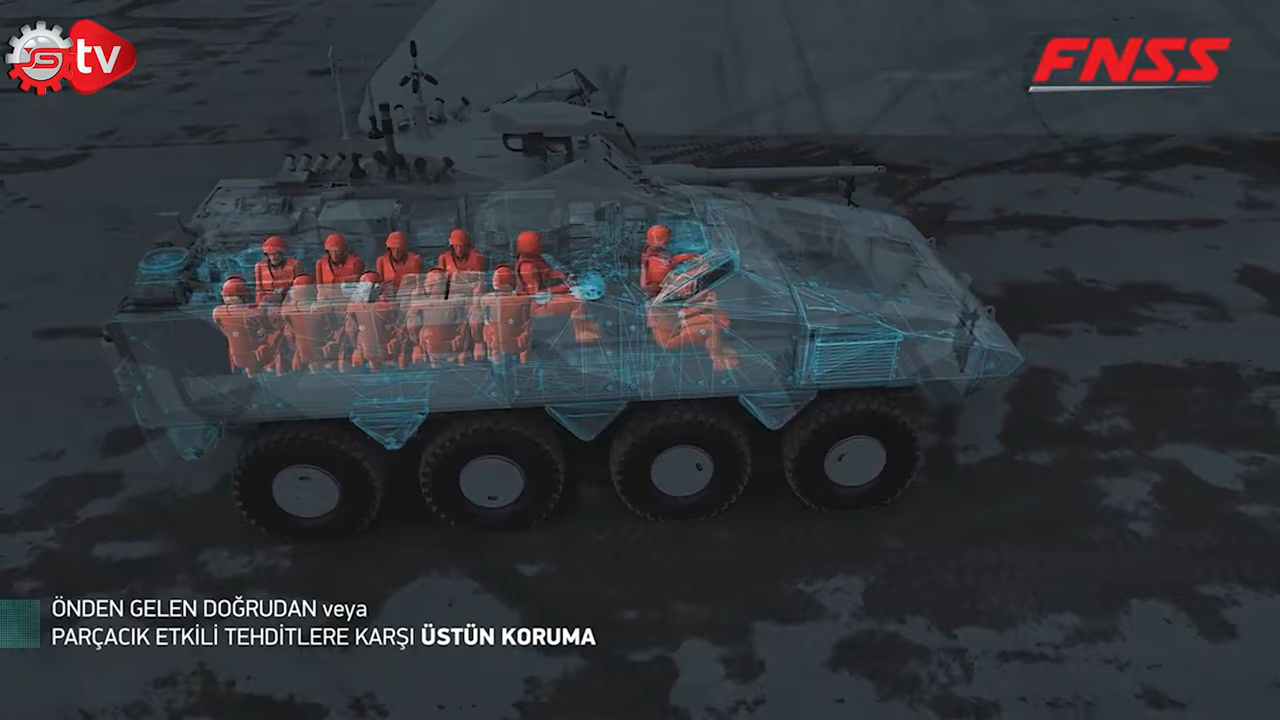 tv
FNSS
ÖNDEN GELEN DOĞRUDAN veya
PARÇACIK ETKİLİ TEHDİTLERE KARŞI ÜSTÜN KORUMA